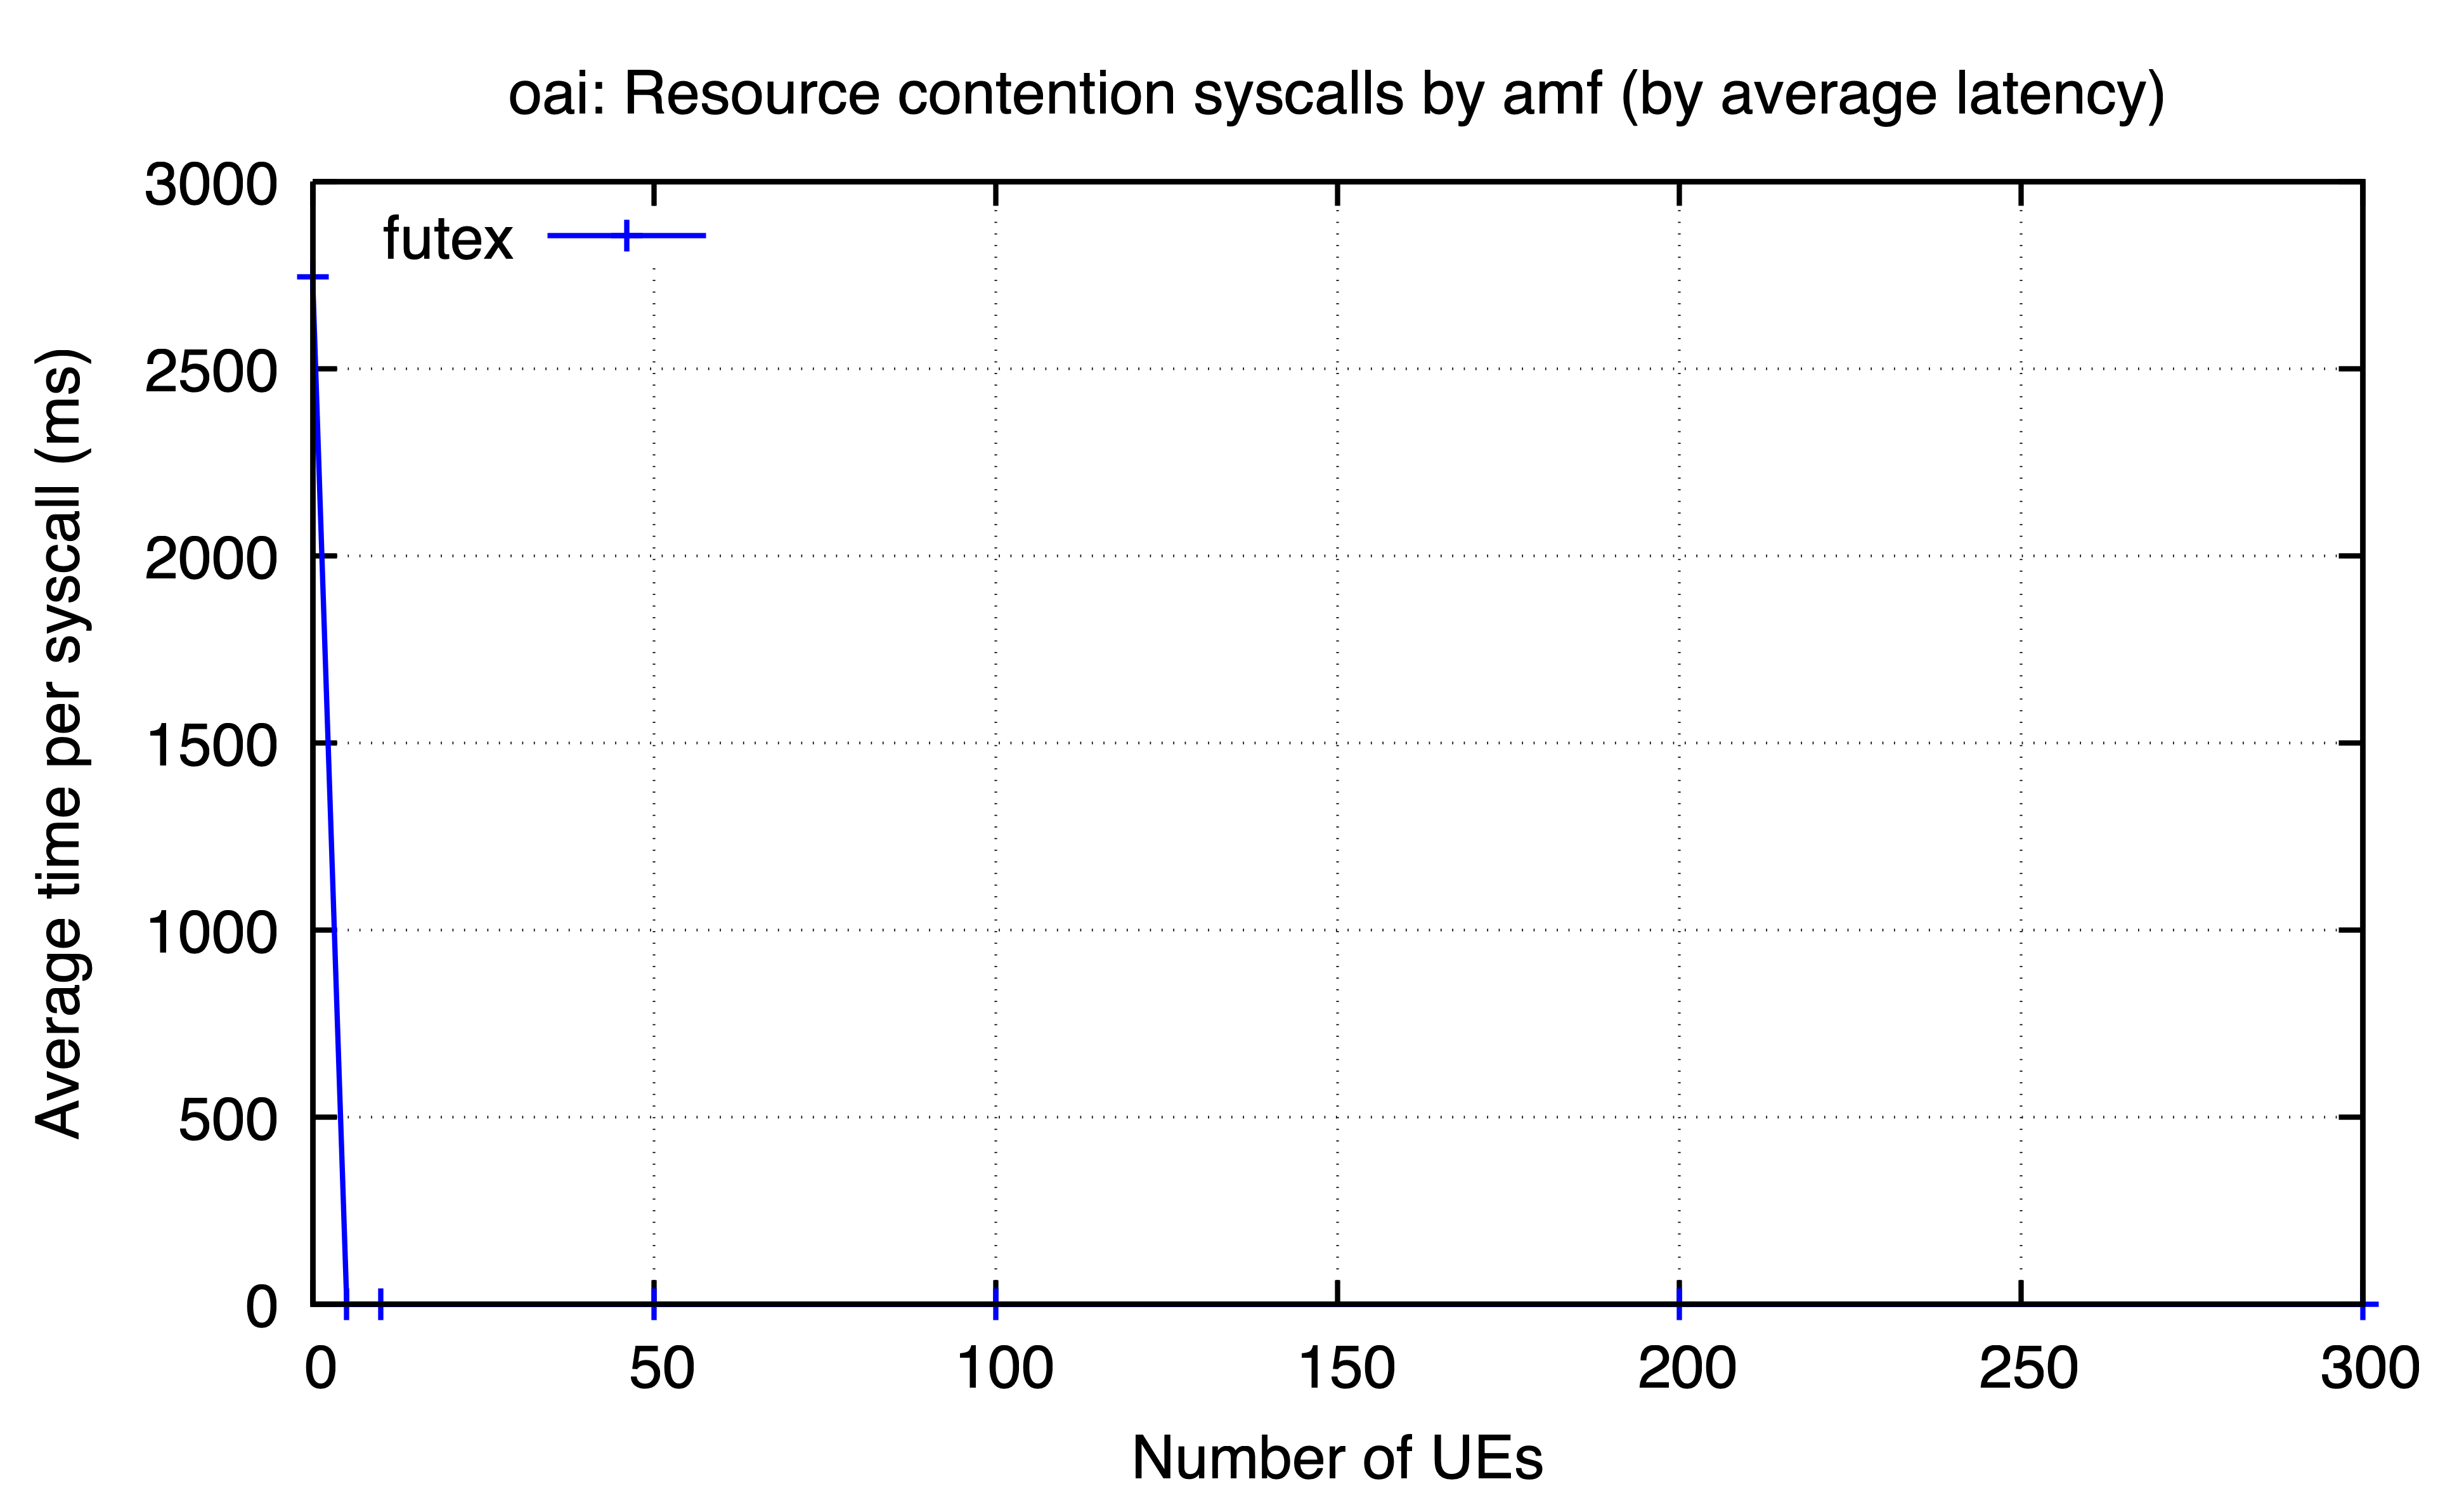 oai: Resource contention syscalls by amf (by average latency)
3000
futex
2500
2000
1500
1000
500
0
Average time per syscall (ms)
0 50 100 150 200 250 300
Number of UEs